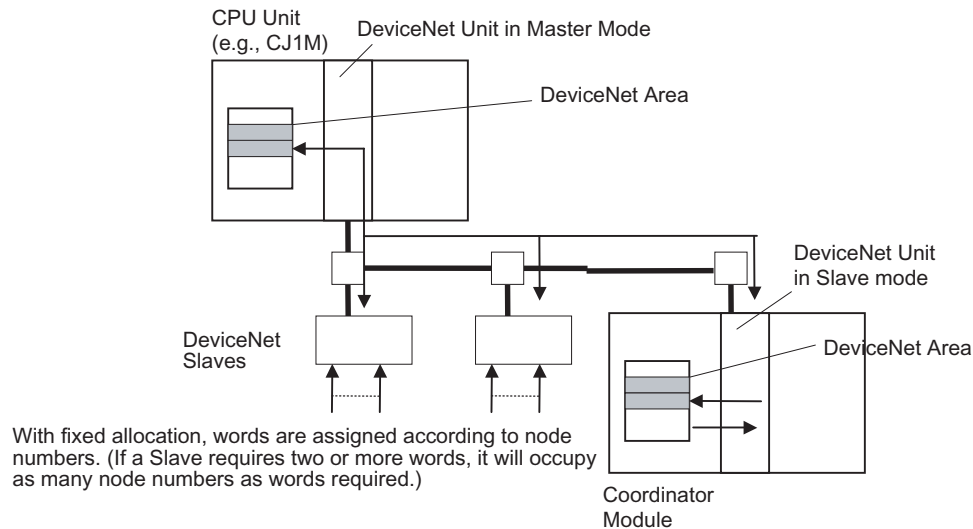 CPU Unit
(e.g., CJ1M)
DeviceNet Unit in Master Mode
DeviceNet Area
DeviceNet Unit
in Slave mode
DeviceNet
Slaves
DeviceNet Area
With fixed allocation, words are assigned according to node
numbers. (If a Slave requires two or more words, it will occupy
as many node numbers as words required.)
Coordinator
Module